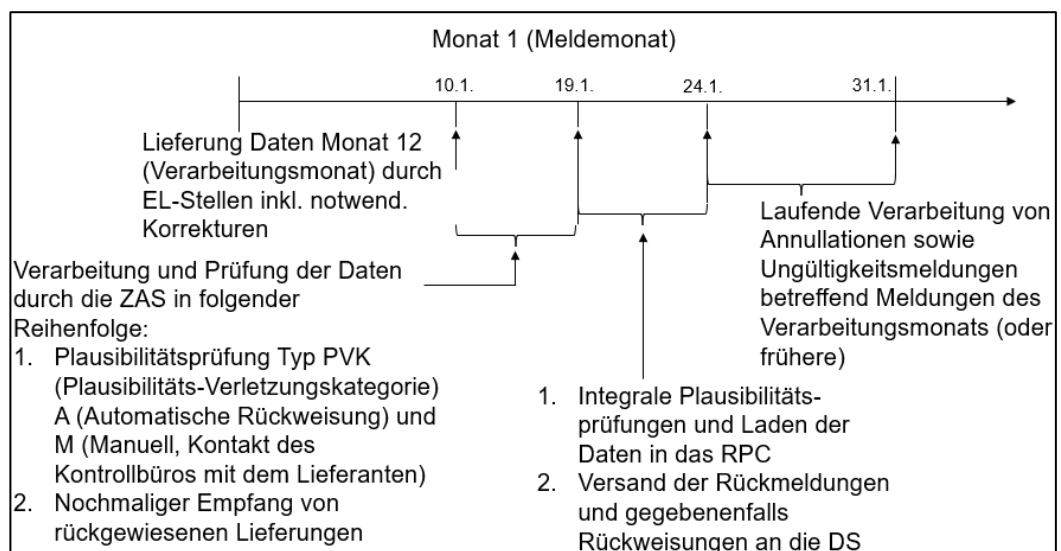 Monat 1 (Meldemonat)
10.1.
19.1.
24.1.
31.1.
Lieferung Daten Monat 12
(Verarbeitungsmonat) durch
EL-Stellen inkl. notwend.
Korrekturen
Verarbeitung und Prüfung der Daten
durch die ZAS in folgender
Reihenfolge:
1. Plausibilitätsprüfung Typ PVK
(Plausibilitäts-Verletzungskategorie)
A (Automatische Rückweisung) und
M (Manuell, Kontakt des
Kontrollbüros mit dem Lieferanten)
2. Nochmaliger Empfang von
rückgewiesenen Lieferungen
1. Integrale Plausibilitäts-
prüfungen und Laden der
Daten in das RPC
2. Versand der Rückmeldungen
und gegebenenfalls
Rückweisungen an die DS
Laufende Verarbeitung von
Annullationen sowie
Ungültigkeitsmeldungen
betreffend Meldungen des
Verarbeitungsmonats (oder
frühere)